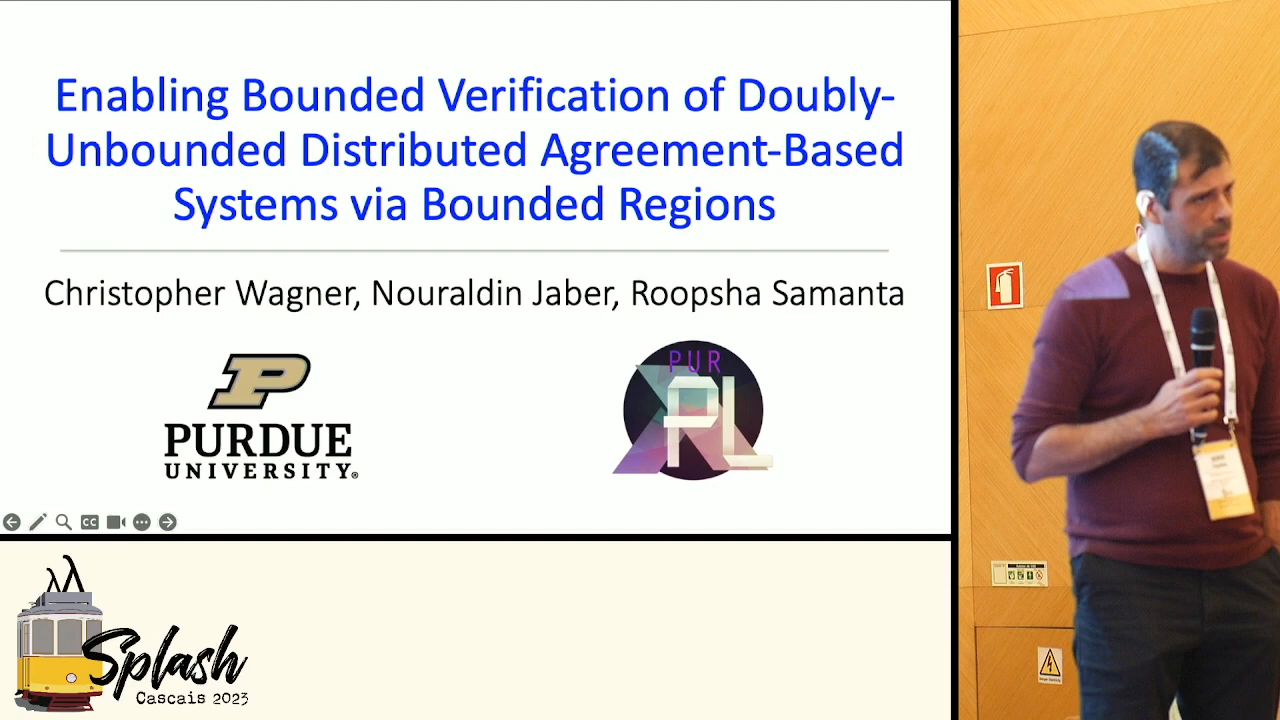 Enabling Bounded Verification of Doubly-
Unbounded Distributed Agreement-Based
Systems via Bounded Regions
Christopher Wagner, Nouraldin Jaber, Roopsha Samanta
PURDUE
UNIVERSITY®
PUR
PL
CC
Splash
Cascais 2023